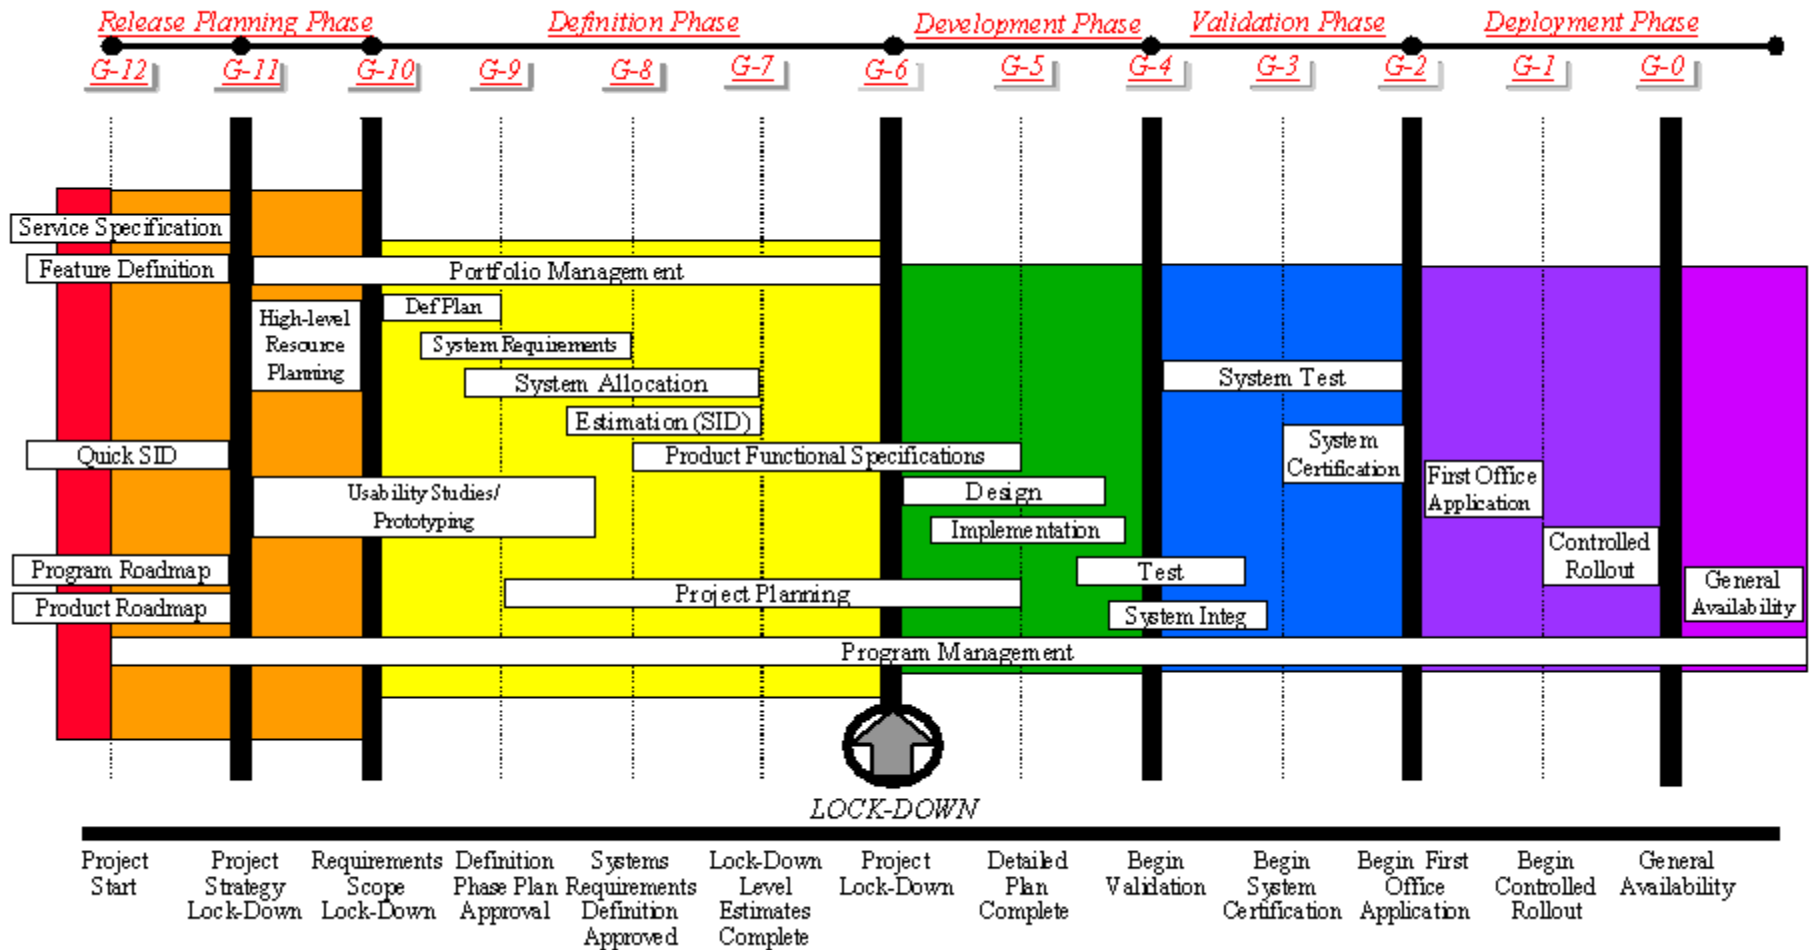 Release Planning Phase
Definition Phase
Development Phase
Validation Phase
Deployment Phase
G-12
G-11
G-10
G-9
G-8
G-7
G-6
G-5
G-4
G-3
G-2
G-1
G-0
Service Specification
Feature Definition
Portfolio Management
High-level
Resource
Planning
Def Plan
System Requirements
System Allocation
System Test
Estimation (SID)
Quick SID
Product Functional Specifications
System
Certification
First Office
Application
Usability Studies/
Prototyping
Design
Implementation
Controlled
Rollout
Program Roadmap
Test
General
Availability
Product Roadmap
Project Planning
System Integ
Program Management
LOCK-DOWN
Project
Start
Project
Strategy
Lock-Down
Requirements
Scope
Lock-Down
Definition
Phase Plan
Approval
Systems
Requirements
Definition
Approved
Lock-Down
Level
Estimates
Complete
Project
Lock-Down
Detailed
Plan
Complete
Begin
Validation
Begin
System
Certification
Begin First
Office
Application
Begin
Controlled
Rollout
General
Availability